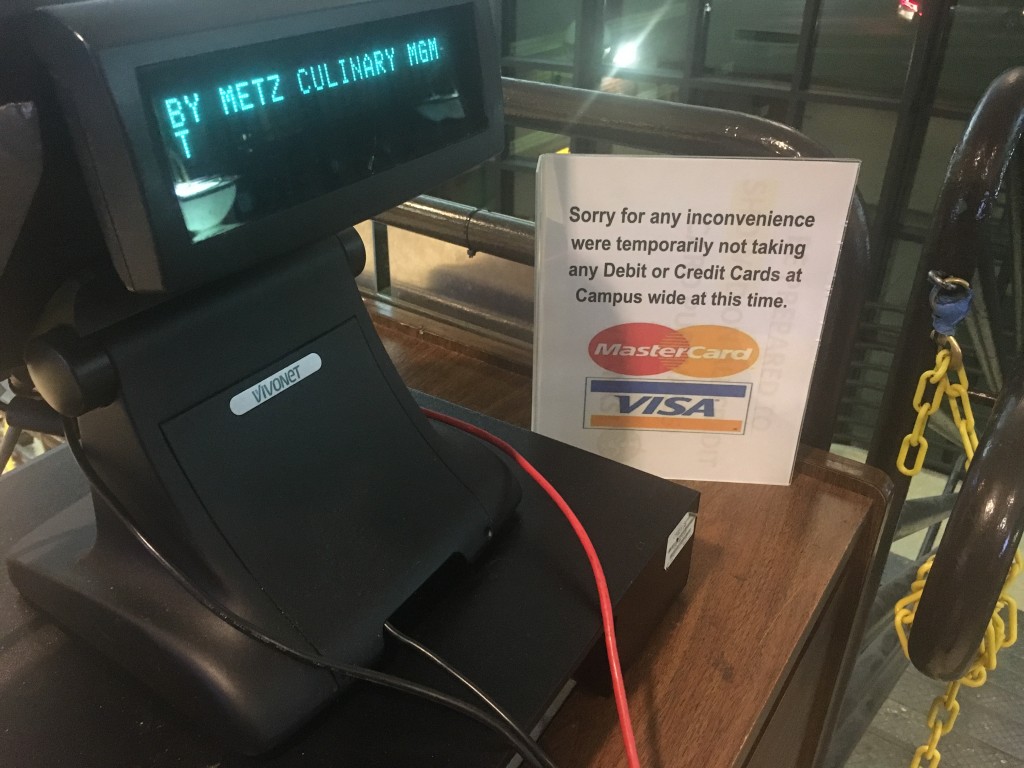 BY METZ CULINARY MGM
T
VIVONET
Sorry for any inconvenience
were temporarily not taking
any Debit or Credit Cards at
Campus wide at this time.
MasterCard
VISA